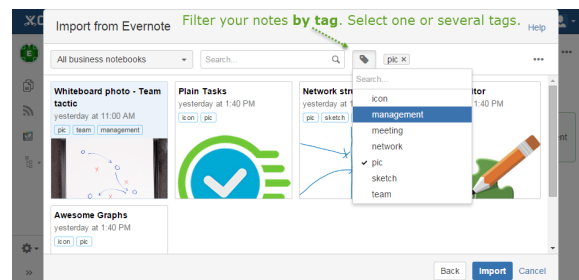 Import from Evernote
Filter your notes by tag. Select one or several tags.
Help
All business notebooks
Search...
pic ×
Whiteboard photo - Team tactic
yesterday at 11:00 AM
pic team management
Plain Tasks
yesterday at 1:40 PM
icon pic
Network str
yesterday at 1
pic sketch
itor
1:40 PM
Search...
icon
management
meeting
network
pic
sketch
team
Awesome Graphs
yesterday at 1:40 PM
icon pic
Back
Import
Cancel